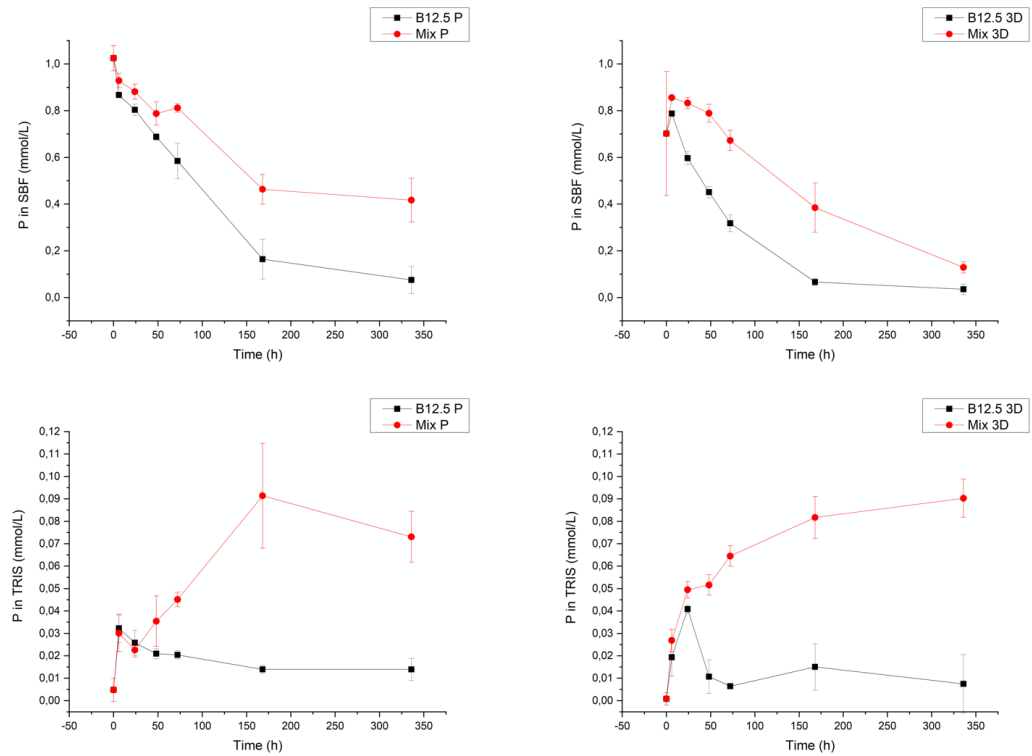 B12.5 P
Mix P
1,0
0,8
0,6
0,4
0,2
0,0
P in SBF (mmol/L)
-50 0 50 100 150 200 250 300 350
Time (h)
B12.5 3D
Mix 3D
1,0
0,8
0,6
0,4
0,2
0,0
P in SBF (mmol/L)
-50 0 50 100 150 200 250 300 350
Time (h)
B12.5 P
Mix P
0,12
0,11
0,10
0,09
0,08
0,07
0,06
0,05
0,04
0,03
0,02
0,01
0,00
P in TRIS (mmol/L)
-50 0 50 100 150 200 250 300 350
Time (h)
B12.5 3D
Mix 3D
0,12
0,11
0,10
0,09
0,08
0,07
0,06
0,05
0,04
0,03
0,02
0,01
0,00
P in TRIS (mmol/L)
-50 0 50 100 150 200 250 300 350
Time (h)